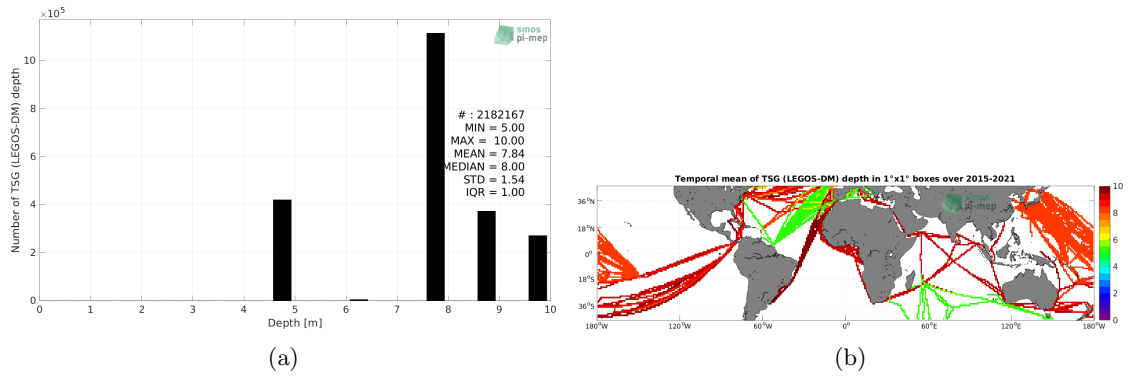 ×10⁵
smos
pi-mep
10
8
6
4
2
0
Number of TSG (LEGOS-DM) depth
# : 2182167
MIN = 5.00
MAX = 10.00
MEAN = 7.84
MEDIAN = 8.00
STD = 1.54
IQR = 1.00
0 1 2 3 4 5 6 7 8 9 10
Depth [m]
(a)
Temporal mean of TSG (LEGOS-DM) depth in 1°x1° boxes over 2015-2021
smos
pi-mep
36°N
18°N
0°
18°S
36°S
180°W 120°W 60°W 0° 60°W 120°W 180°W
10
8
6
4
2
0
(b)